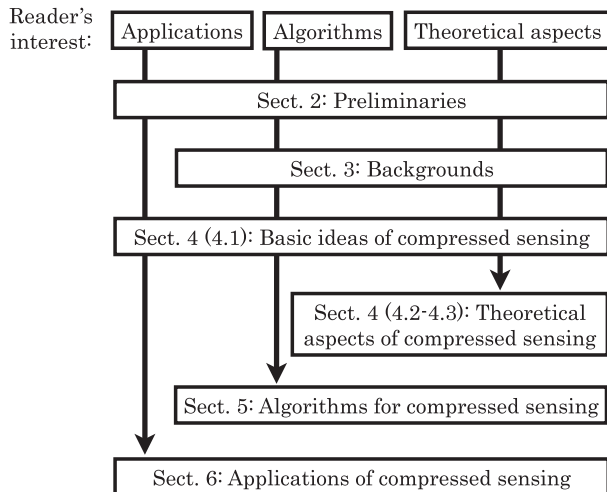 Reader's
interest:
Applications
Algorithms
Theoretical aspects
Sect. 2: Preliminaries
Sect. 3: Backgrounds
Sect. 4 (4.1): Basic ideas of compressed sensing
Sect. 4 (4.2-4.3): Theoretical
aspects of compressed sensing
Sect. 5: Algorithms for compressed sensing
Sect. 6: Applications of compressed sensing